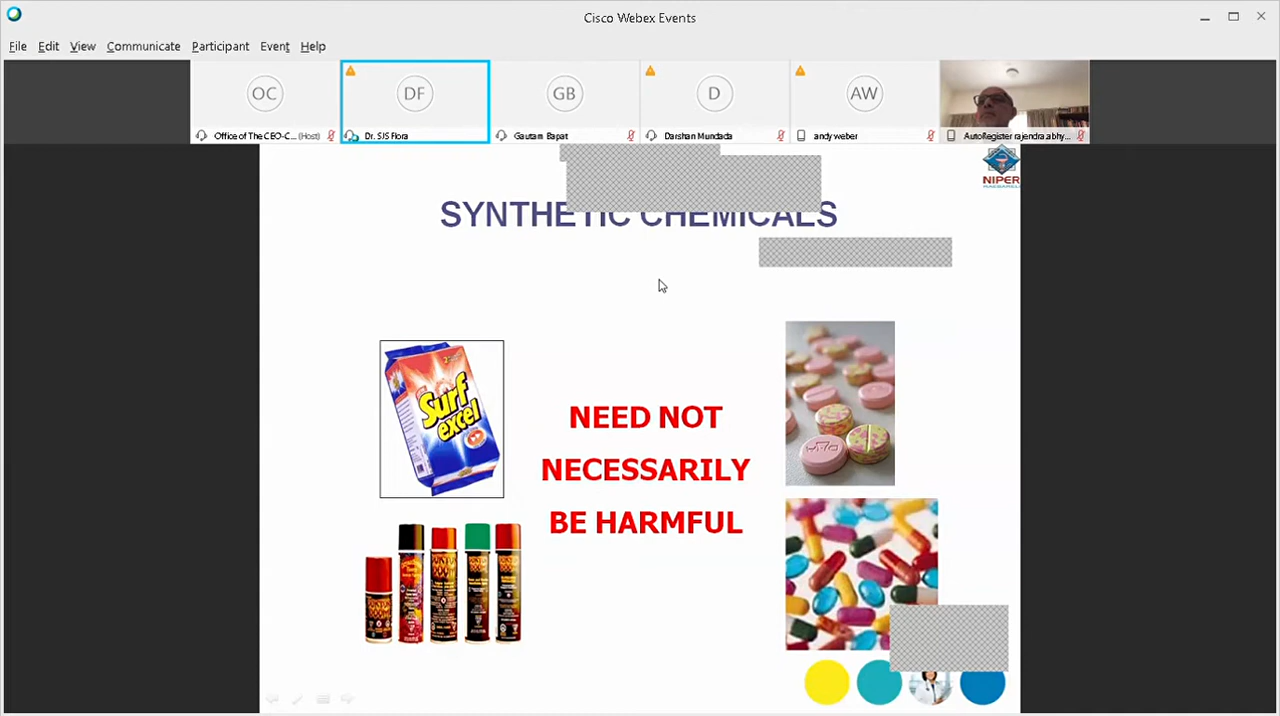 Cisco Webex Events
File Edit View Communicate Participant Event Help
OC DF GB D AW
Office of The CEO-C... (Host) Dr. SJS Flora Gautam Bapat Darshan Mundada andy weber AutoRegister rajendra.abhy...
NIPER
RAEBARELI
SYNTHETIC CHEMICALS
Surf
excel
NEED NOT
NECESSARILY
BE HARMFUL